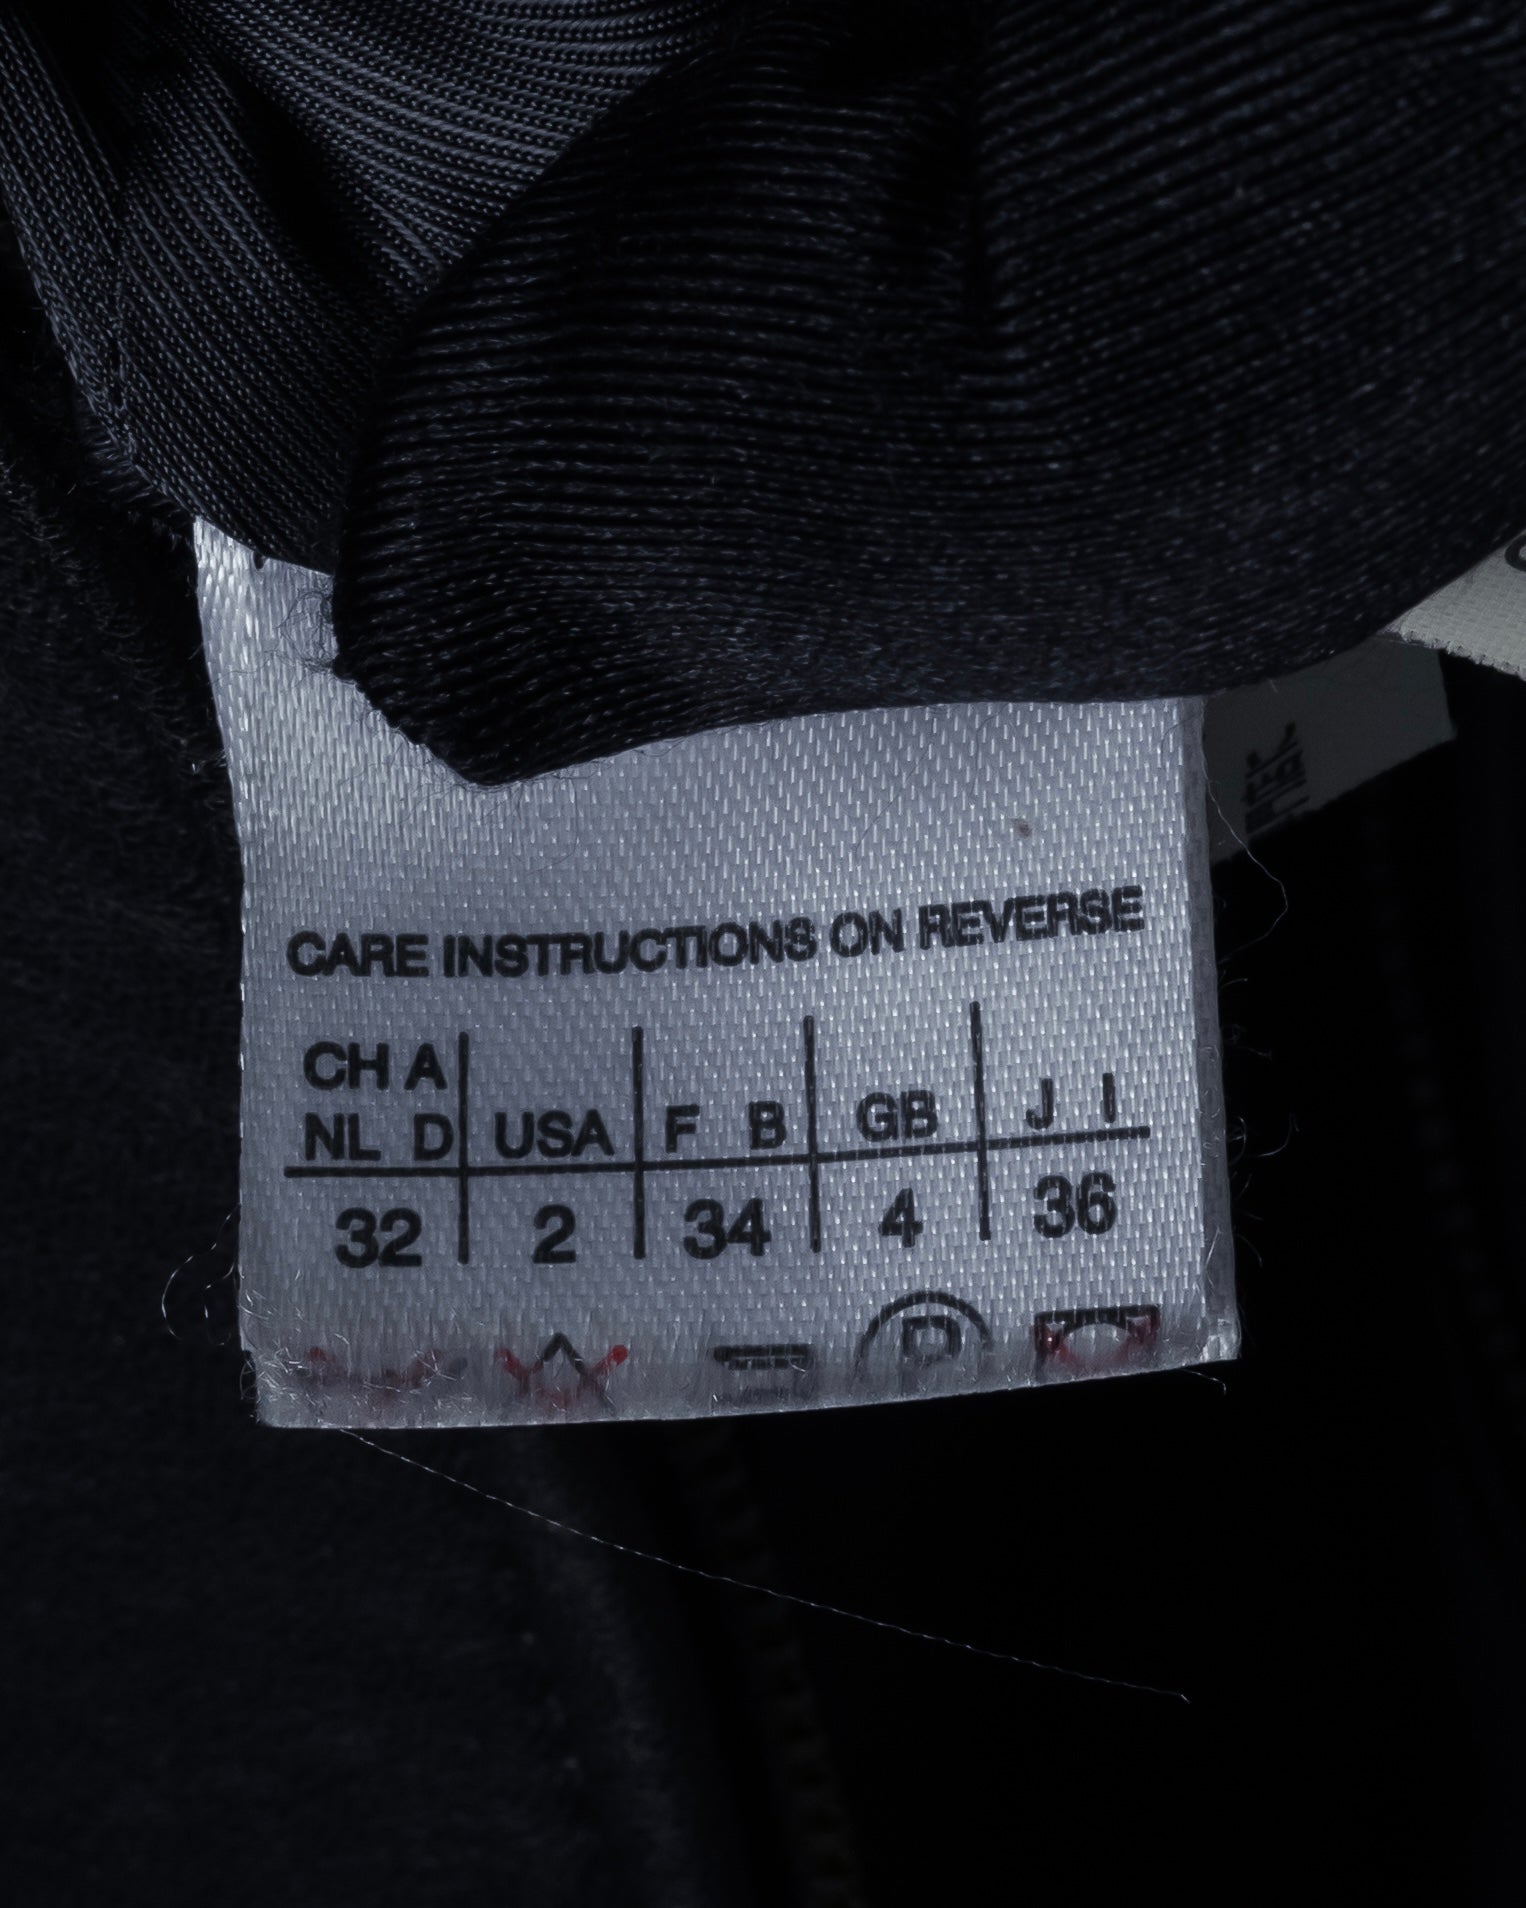 CARE INSTRUCTIONS ON REVERSE
CH A
NL D USA F B GB J I
32 2 34 4 36
P